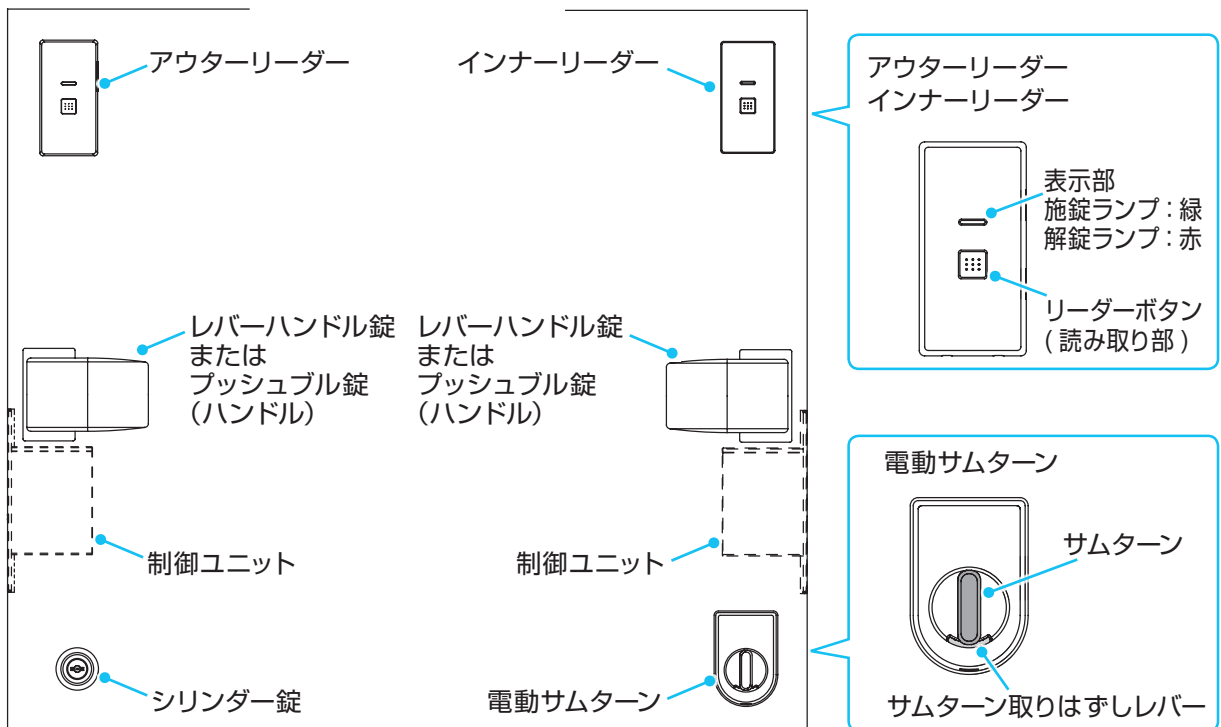 アウターリーダー
インナーリーダー
レバーハンドル錠
または
プッシュブル錠
（ハンドル）
レバーハンドル錠
または
プッシュブル錠
（ハンドル）
制御ユニット
制御ユニット
シリンダー錠
電動サムターン
アウターリーダー
インナーリーダー
表示部
施錠ランプ：緑
解錠ランプ：赤
リーダーボタン
(読み取り部)
電動サムターン
サムターン
サムターン取りはずしレバー